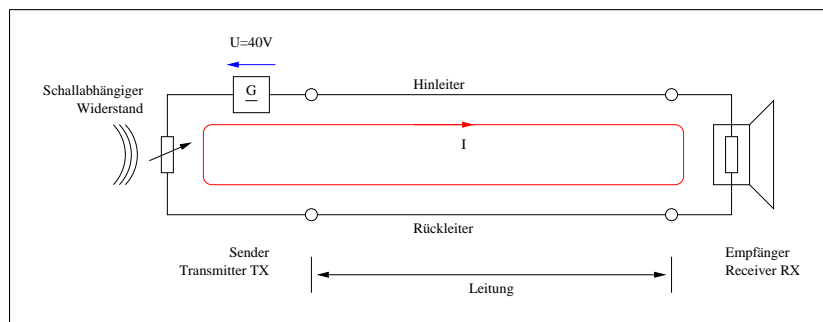 U=40V
G
Schallabhängiger
Widerstand
Hinleiter
I
Rückleiter
Sender
Transmitter TX
Leitung
Empfänger
Receiver RX